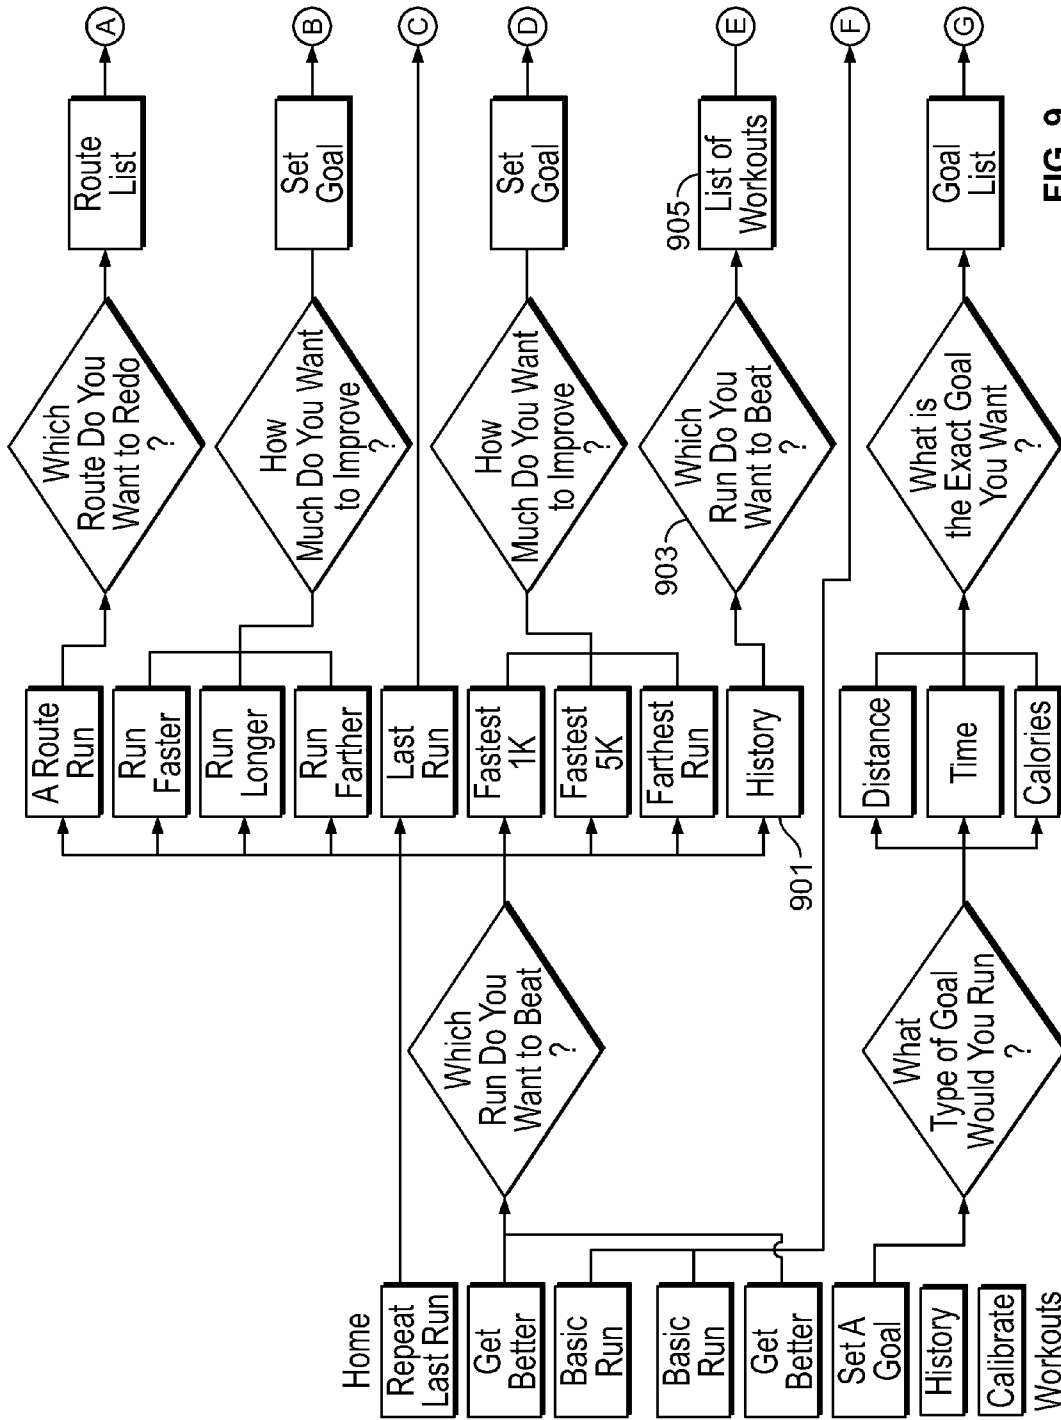 Home
Repeat
Last Run
Get
Better
Basic
Run
Basic
Run
Get
Better
Set A
Goal
History
Calibrate
Workouts
Which
Run Do You
Want to Beat
?
What
Type of Goal
Would You Run
?
A Route
Run
Run
Faster
Run
Longer
Run
Farther
Last
Run
Fastest
1K
Fastest
5K
Farthest
Run
History
901
Distance
Time
Calories
Which
Route Do You
Want to Redo
?
How
Much Do You Want
to Improve
?
How
Much Do You Want
to Improve
?
903
Which
Run Do You
Want to Beat
?
What is
the Exact Goal
You Want
?
Route
List
Set
Goal
Set
Goal
905
List of
Workouts
Goal
List
A
B
C
D
E
F
G
FIG. 9